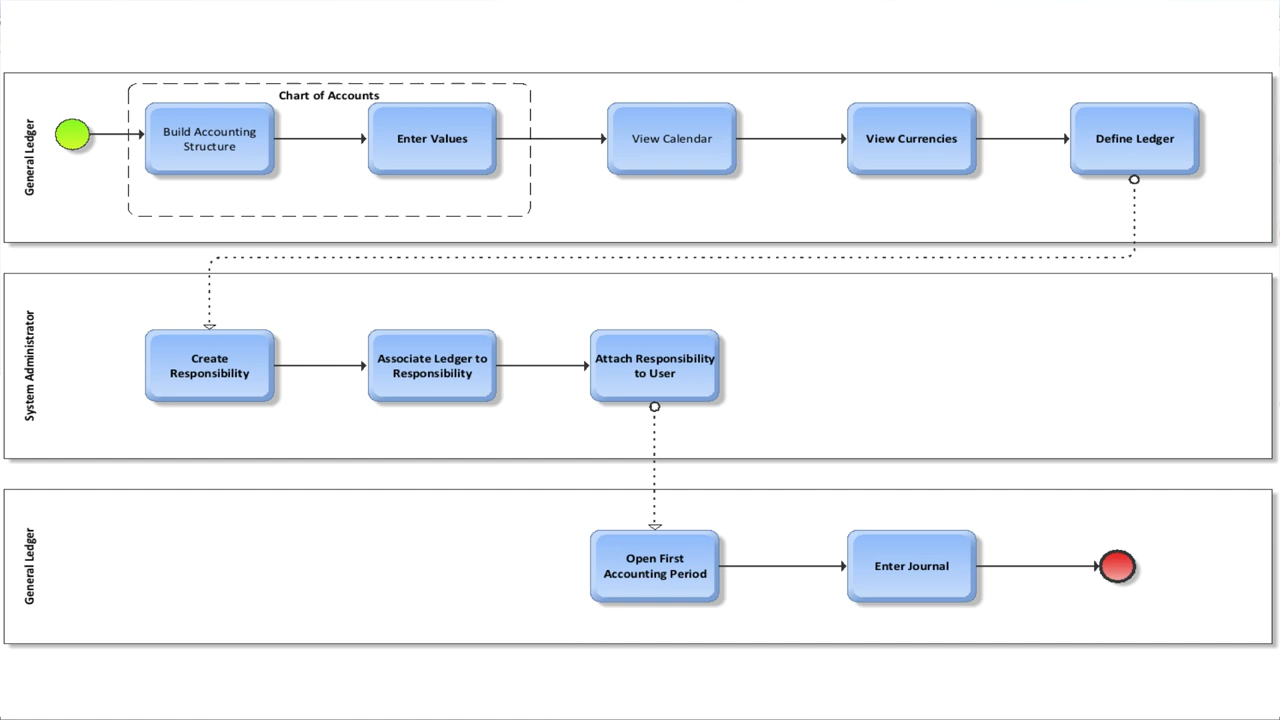 General Ledger
Chart of Accounts
Build Accounting
Structure
Enter Values
View Calendar
View Currencies
Define Ledger
System Administrator
Create
Responsibility
Associate Ledger to
Responsibility
Attach Responsibility
to User
General Ledger
Open First
Accounting Period
Enter Journal